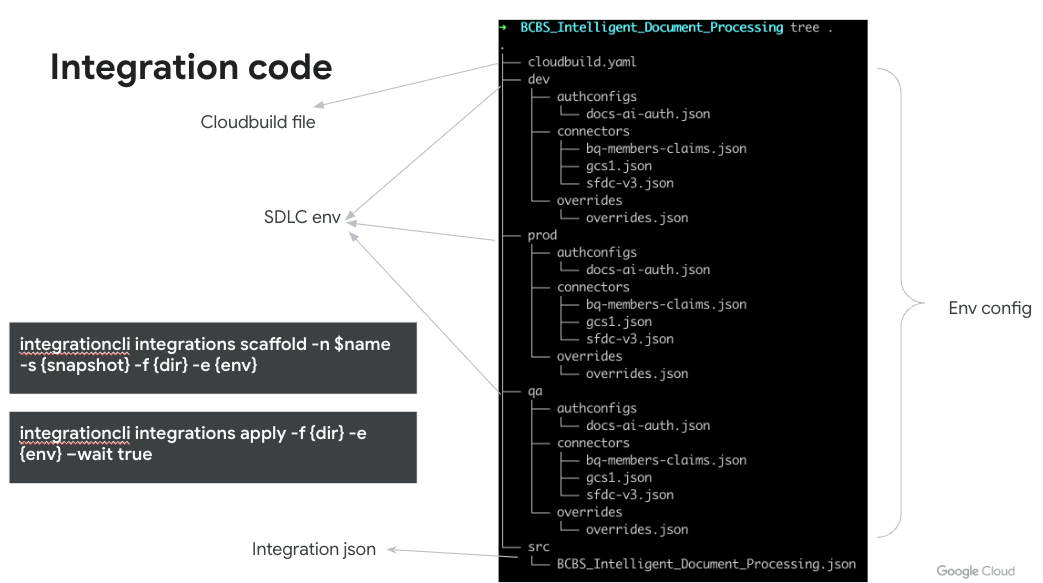 Integration code
Cloudbuild file
SDLC env
integrationcli integrations scaffold -n $name
-s {snapshot} -f {dir} -e {env}
integrationcli integrations apply -f {dir} -e
{env} –wait true
Integration json
→ BCBS_Intelligent_Document_Processing tree .
.
├── cloudbuild.yaml
├── dev
│   ├── authconfigs
│   │   └── docs-ai-auth.json
│   ├── connectors
│   │   ├── bq-members-claims.json
│   │   ├── gcs1.json
│   │   └── sfdc-v3.json
│   └── overrides
│       └── overrides.json
├── prod
│   ├── authconfigs
│   │   └── docs-ai-auth.json
│   ├── connectors
│   │   ├── bq-members-claims.json
│   │   ├── gcs1.json
│   │   └── sfdc-v3.json
│   └── overrides
│       └── overrides.json
├── qa
│   ├── authconfigs
│   │   └── docs-ai-auth.json
│   ├── connectors
│   │   ├── bq-members-claims.json
│   │   ├── gcs1.json
│   │   └── sfdc-v3.json
│   └── overrides
│       └── overrides.json
└── src
    └── BCBS_Intelligent_Document_Processing.json
Env config
Google Cloud